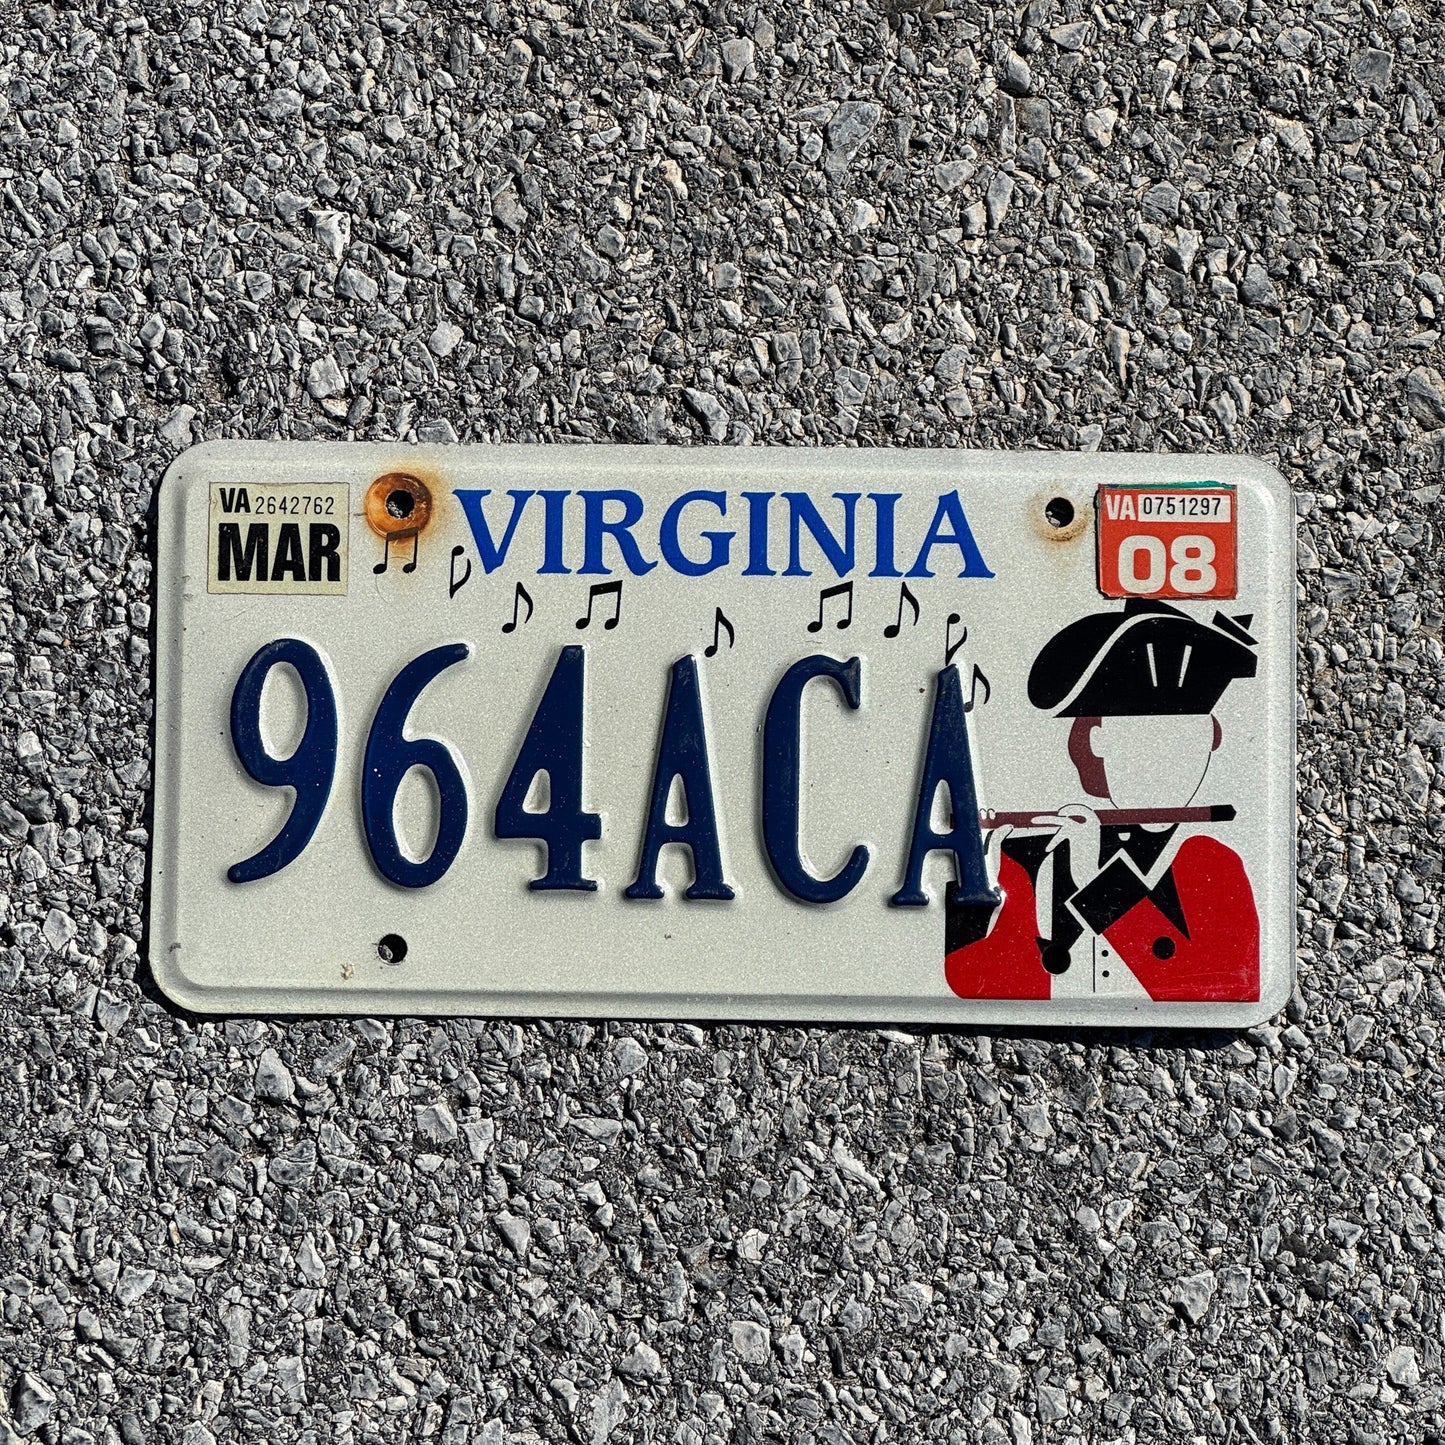 VA 2642762
MAR
VIRGINIA
VA 0751297
08
964ACA